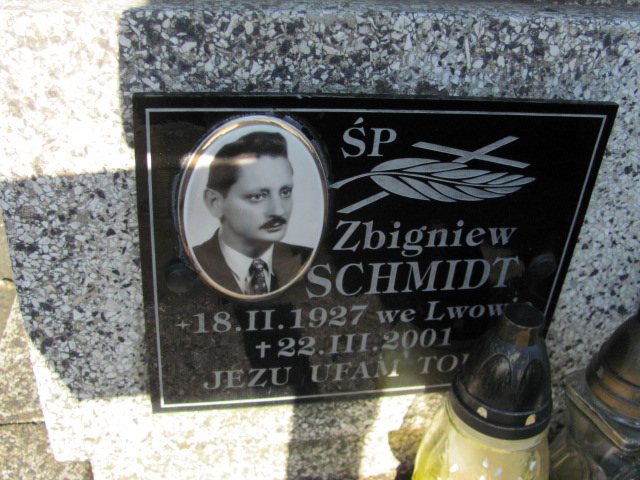 ŚP
Zbigniew
SCHMIDT
*18.II.1927 we Lwow
†22.III.2001
JEZU UFAM